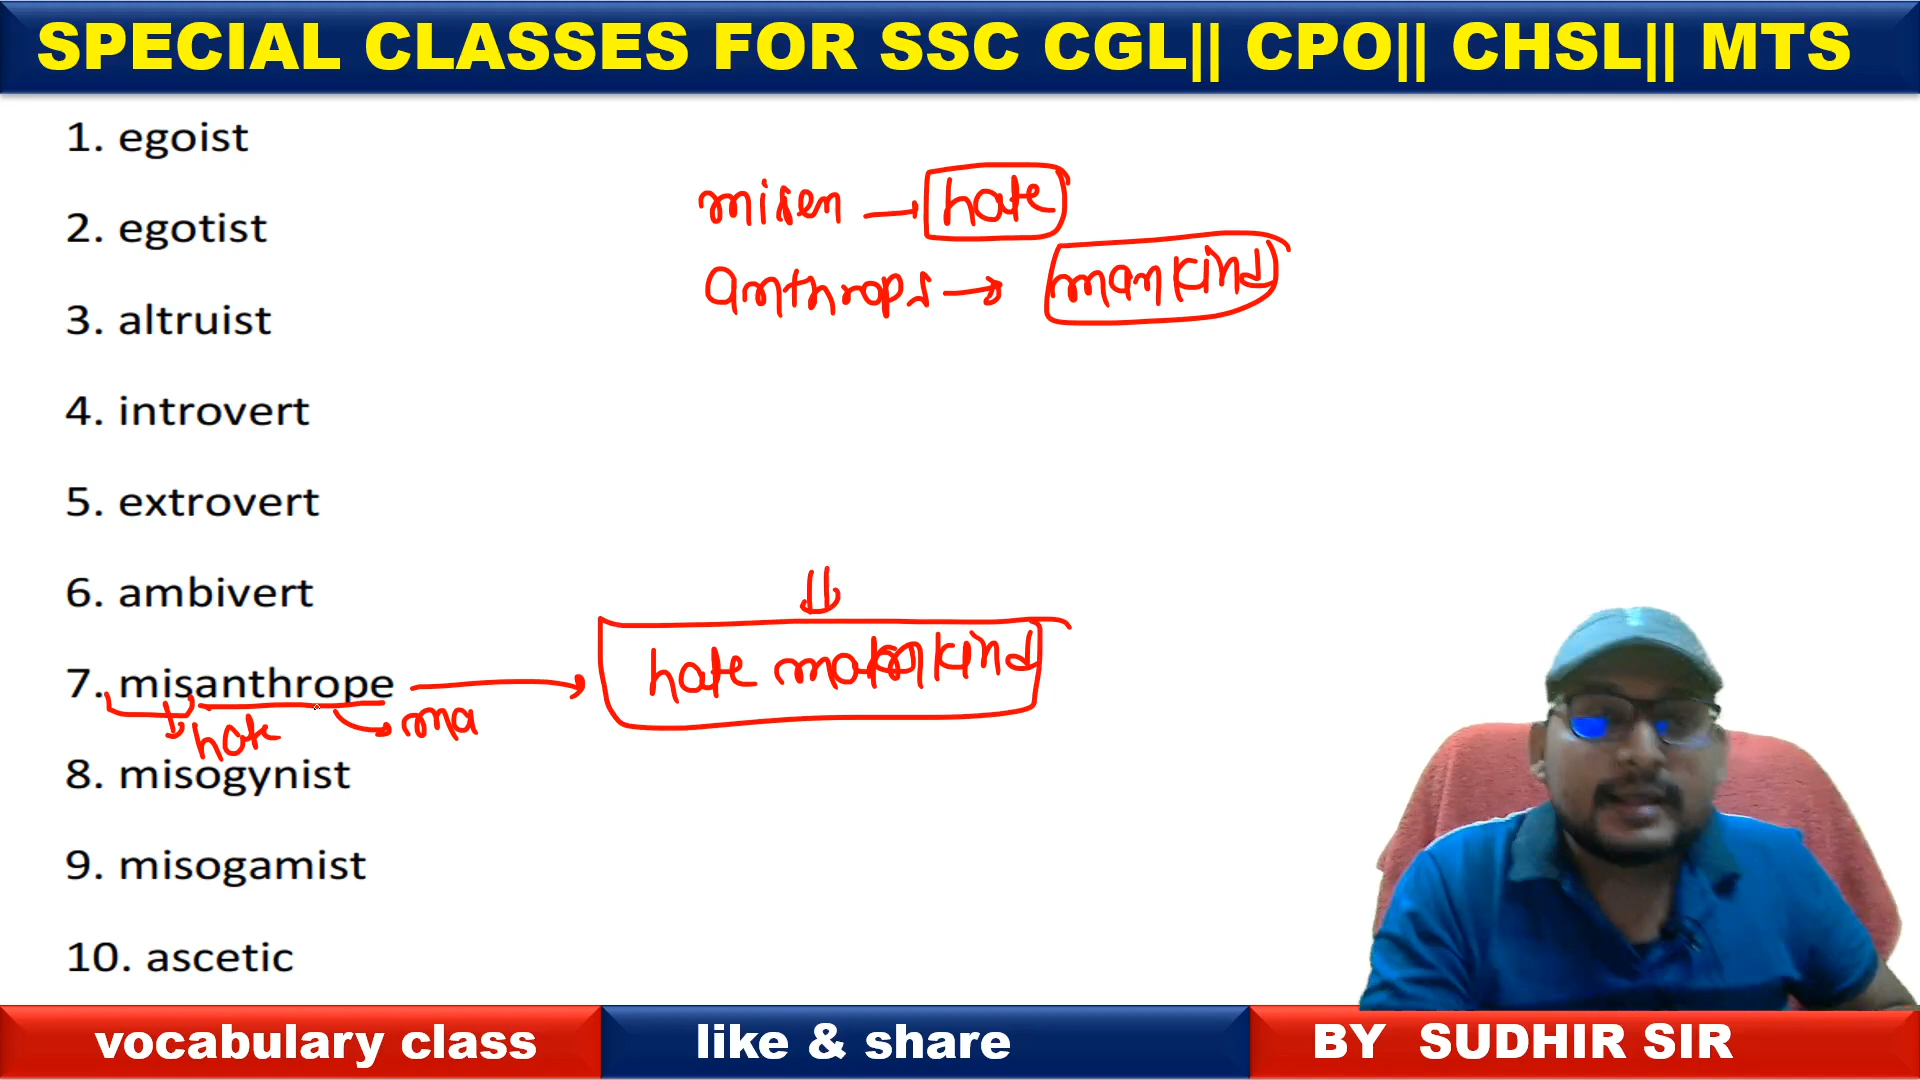 SPECIAL CLASSES FOR SSC CGL|| CPO|| CHSL|| MTS
1. egoist
2. egotist
3. altruist
4. introvert
5. extrovert
6. ambivert
7. misanthrope
8. misogynist
9. misogamist
10. ascetic
misen → hate
anthrops → mankind
hate mankind
hate
ma
vocabulary class
like & share
BY SUDHIR SIR